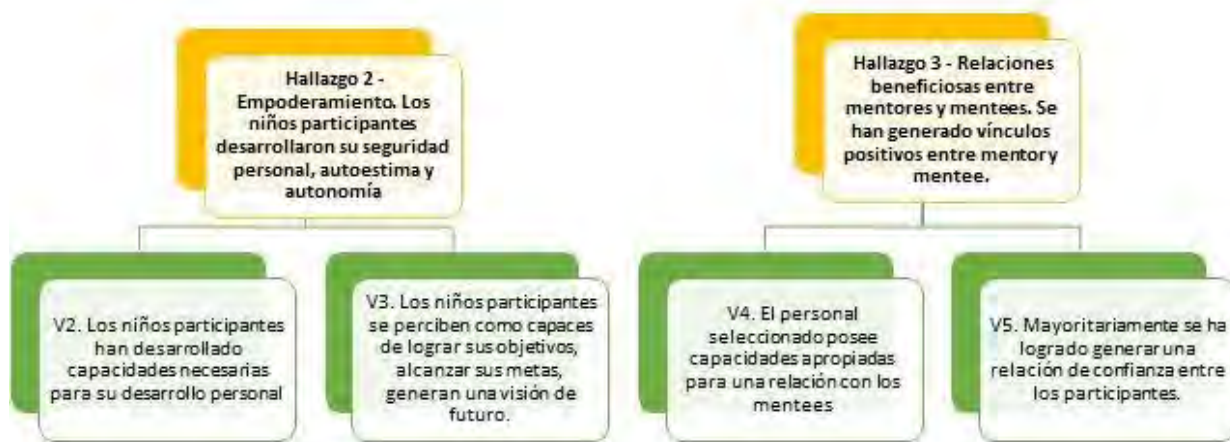 Hallazgo 2 -
Empoderamiento. Los
niños participantes
desarrollaron su seguridad
personal, autoestima y
autonomía
Hallazgo 3 - Relaciones
beneficiosas entre
mentores y mentees. Se
han generado vínculos
positivos entre mentor y
mentee.
V2. Los niños participantes
han desarrollado
capacidades necesarias
para su desarrollo personal
V3. Los niños participantes
se perciben como capaces
de lograr sus objetivos,
alcanzar sus metas,
generan una visión de
futuro.
V4. El personal
seleccionado posee
capacidades apropiadas
para una relación con los
mentees
V5. Mayoritariamente se ha
logrado generar una
relación de confianza entre
los participantes.